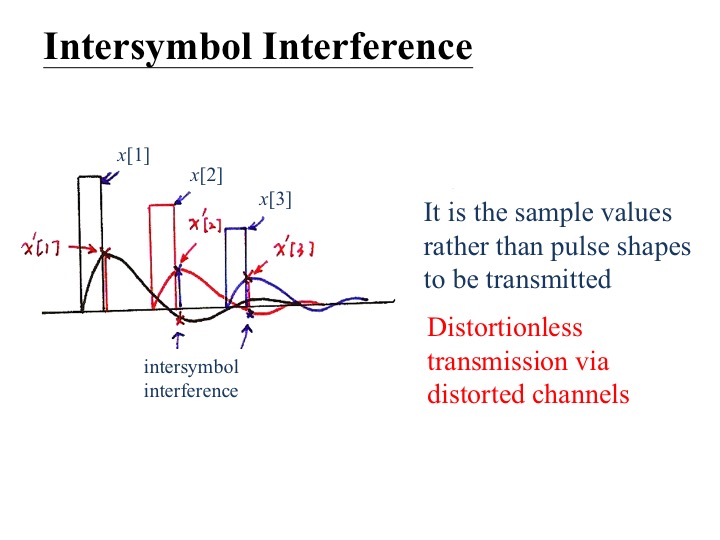 Intersymbol Interference
x[1]
x[2]
x[3]
x'[1]
x'[2]
x'[3]
It is the sample values
rather than pulse shapes
to be transmitted
Distortionless
transmission via
distorted channels
intersymbol
interference